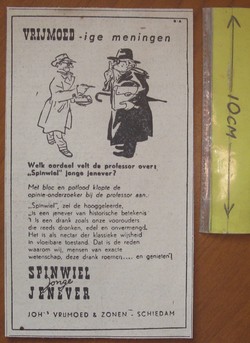 VRIJMOED -ige meningen
Welk oordeel velt de professor over
„Spinwiel” jonge jenever?
Met bloc en potlood klopte de
opinie-onderzoeker bij de professor aan.
„Spinwiel”, zei de hooggeleerde,
„is een jenever van historische betekenis
't Is een drank zoals onze voorouders
die reeds dronken, edel en onvermengd.
Het is als nectar der klassieke wijsheid
in vloeibare toestand. Dat is de reden
waarom wij, mensen van exacte
wetenschap, deze drank roemen.... en genieten”!
SPINWIEL
jonge
JENEVER
JOHS VRIJMOED & ZONEN - SCHIEDAM
10CM